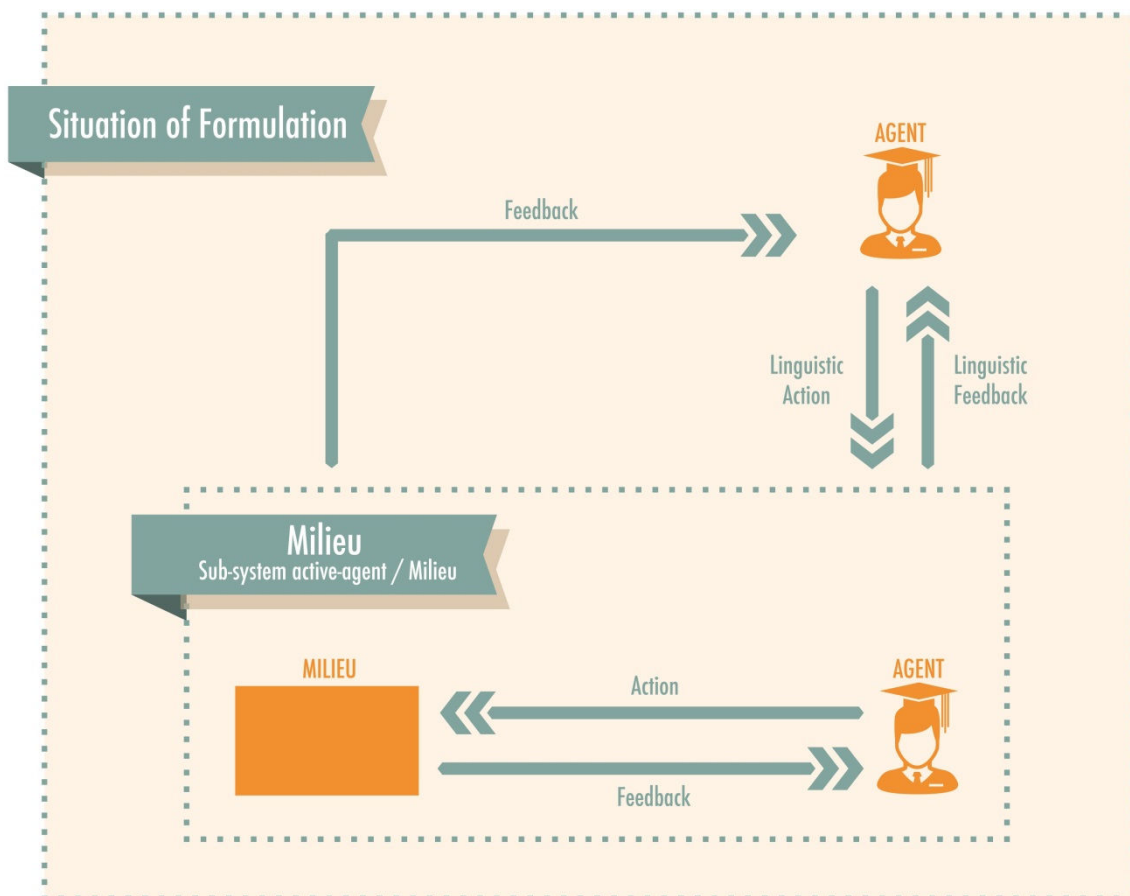 Situation of Formulation
AGENT
Feedback
Linguistic
Action
Linguistic
Feedback
Milieu
Sub-system active-agent / Milieu
MILIEU
Action
AGENT
Feedback